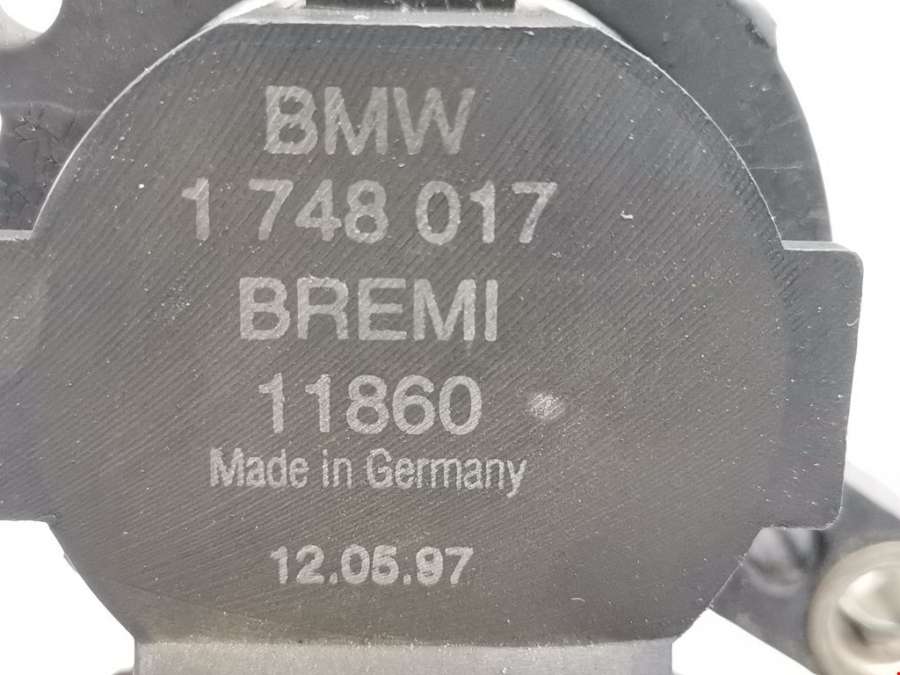 BMW
1 748 017
BREMI
11860
Made in Germany
12.05.97